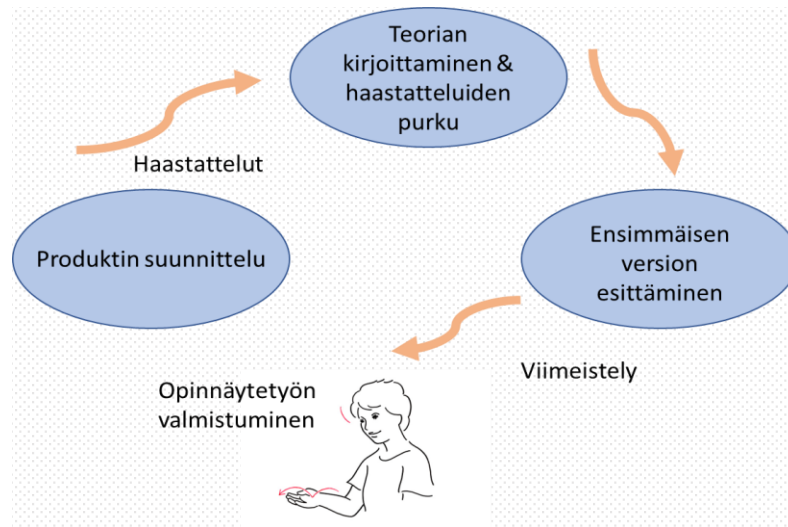 Teorian
kirjoittaminen &
haastatteluiden
purku
Haastattelut
Produktin suunnittelu
Ensimmäisen
version
esittäminen
Viimeistely
Opinnäytetyön
valmistuminen